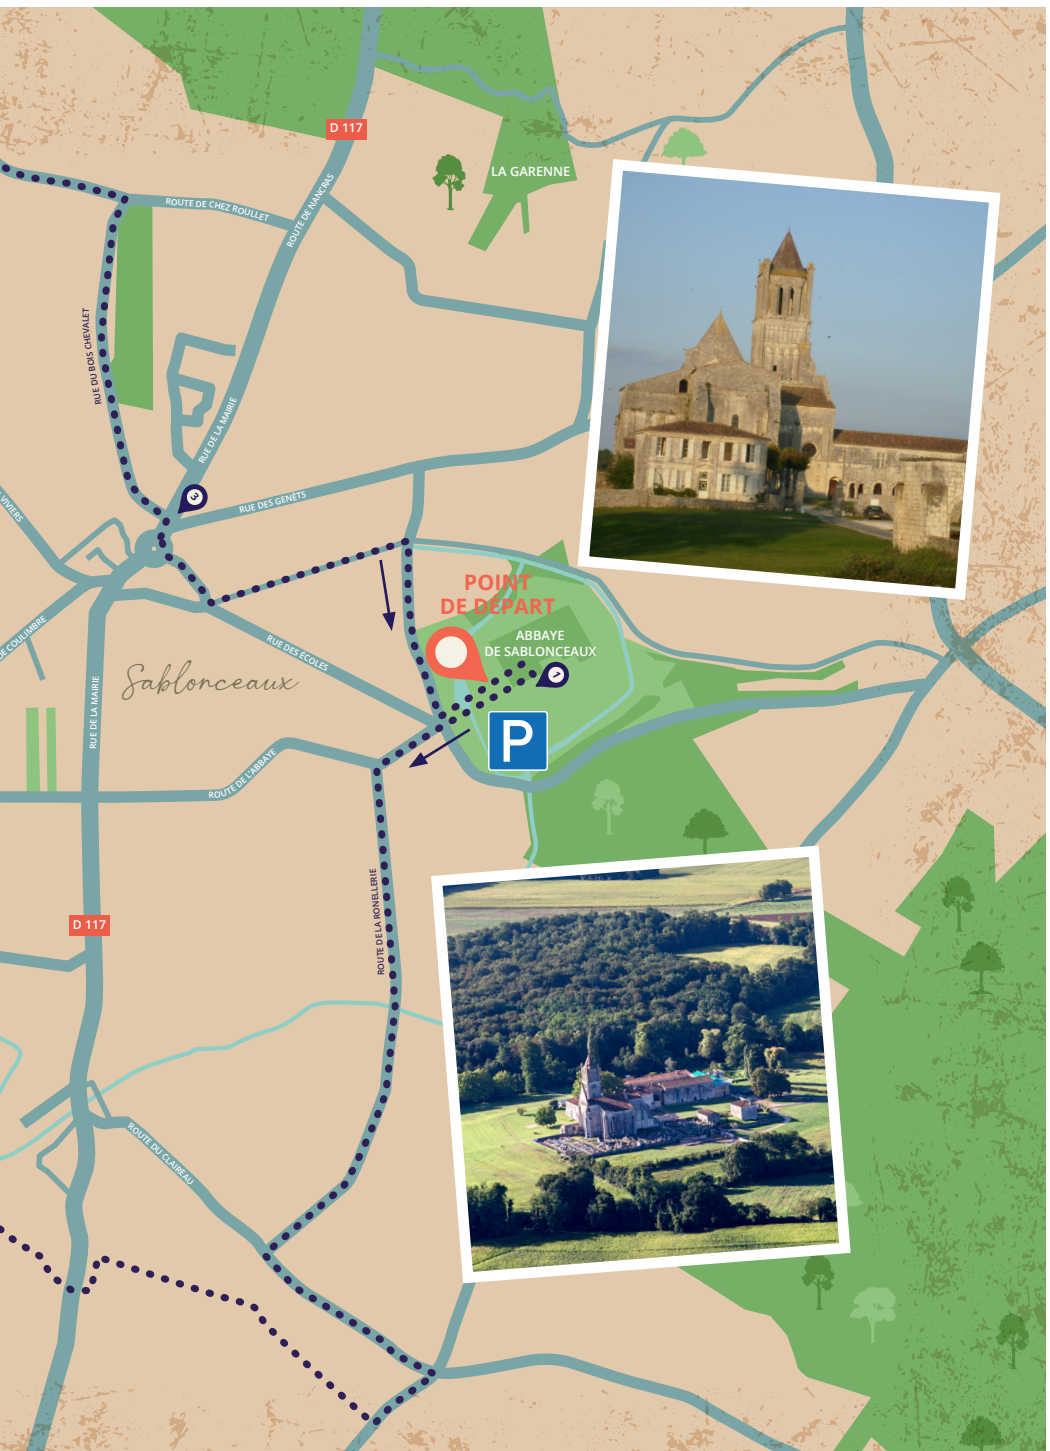 D 117
LA GARENNE
ROUTE DE CHEZ ROULLET
ROUTE DE NANCRAS
RUE DU BOIS CHEVALET
RUE DE LA MAIRIE
3
RUE DES GENÊTS
VIVIERS
POINT
DE DÉPART
ABBAYE
DE SABLONCEAUX
1
DE COULIMBRE
RUE DES ÉCOLES
Sablonceaux
RUE DE LA MAIRIE
P
ROUTE DE L'ABBAYE
ROUTE DE LA RONELLERIE
D 117
ROUTE DU CLAIREAU